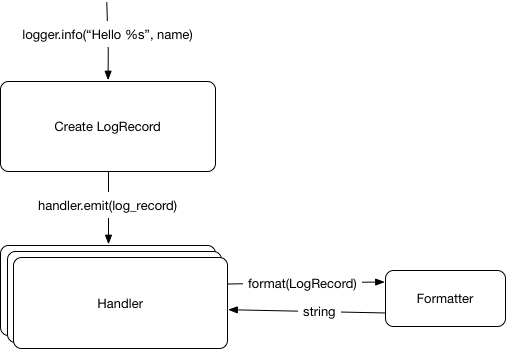 logger.info(“Hello %s”, name)
Create LogRecord
handler.emit(log_record)
Handler
format(LogRecord)
Formatter
string